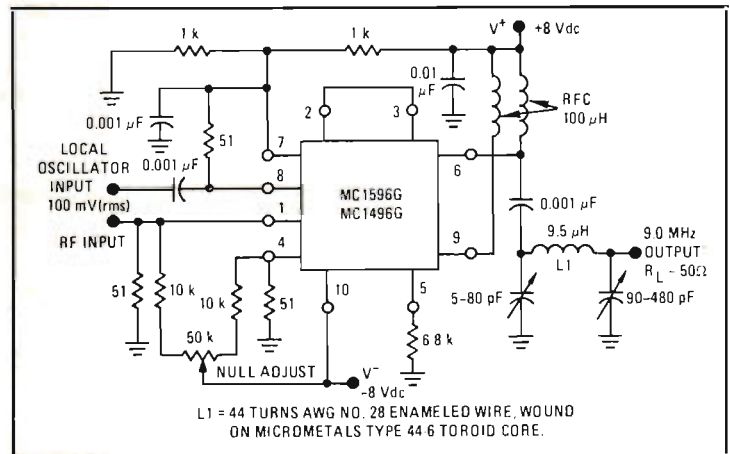 V+
+8 Vdc
1 k
1 k
0.01
µF
RFC
100 µH
0.001 µF
51
2
3
7
6
LOCAL
OSCILLATOR
INPUT
100 mV(rms)
0.001 µF
8
MC1596G
MC1496G
0.001 µF
RF INPUT
1
9.5 µH
9.0 MHz
OUTPUT
RL ~ 50Ω
4
9
L1
51
10 k
10 k
51
10
5
5-80 pF
90-480 pF
50 k
6.8 k
NULL ADJUST
V−
-8 Vdc
L1 = 44 TURNS AWG NO. 28 ENAMELED WIRE, WOUND
ON MICROMETALS TYPE 44-6 TOROID CORE.